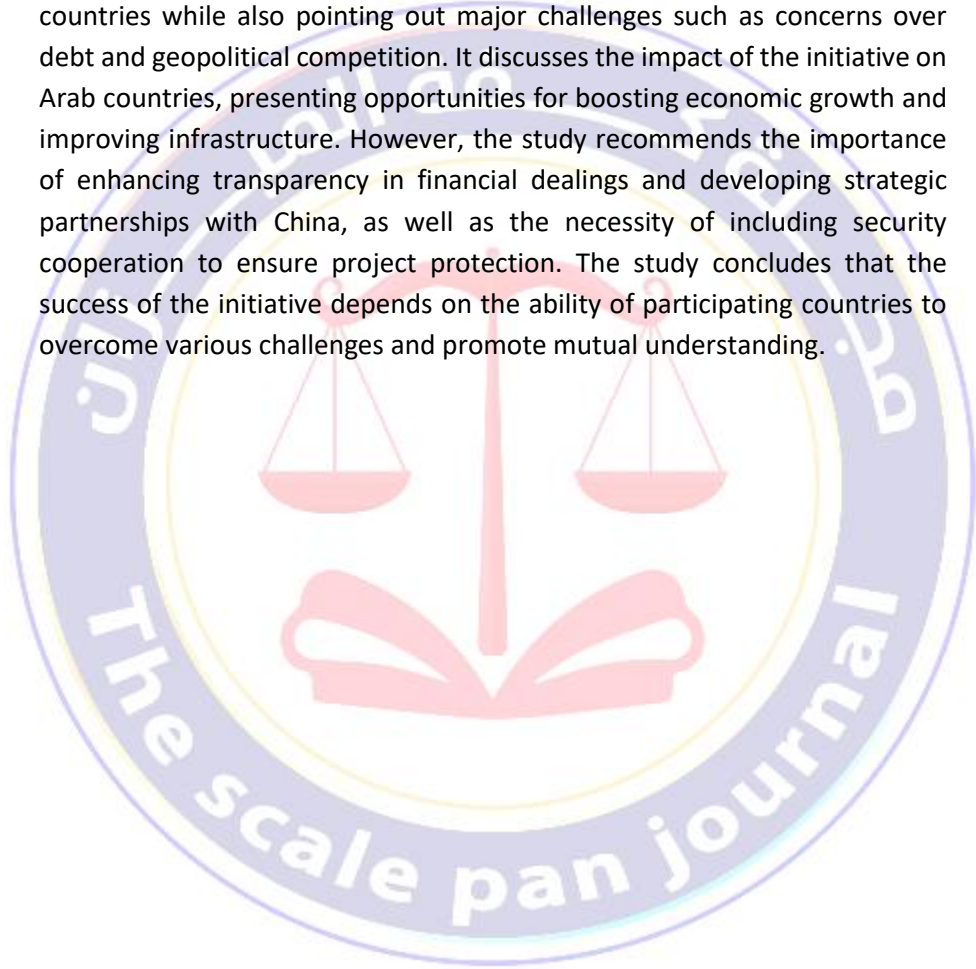 countries while also pointing out major challenges such as concerns over
debt and geopolitical competition. It discusses the impact of the initiative on
Arab countries, presenting opportunities for boosting economic growth and
improving infrastructure. However, the study recommends the importance
of enhancing transparency in financial dealings and developing strategic
partnerships with China, as well as the necessity of including security
cooperation to ensure project protection. The study concludes that the
success of the initiative depends on the ability of participating countries to
overcome various challenges and promote mutual understanding.
The scale pan journal